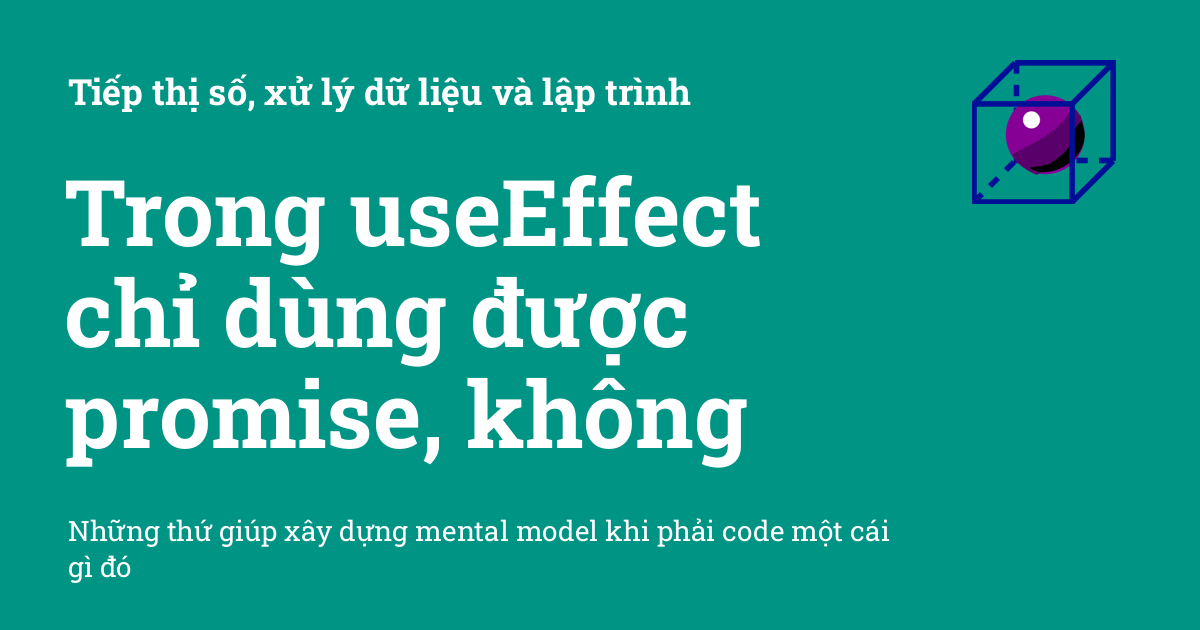 Tiếp thị số, xử lý dữ liệu và lập trình
Trong useEffect
chỉ dùng được
promise, không
Những thứ giúp xây dựng mental model khi phải code một cái
gì đó